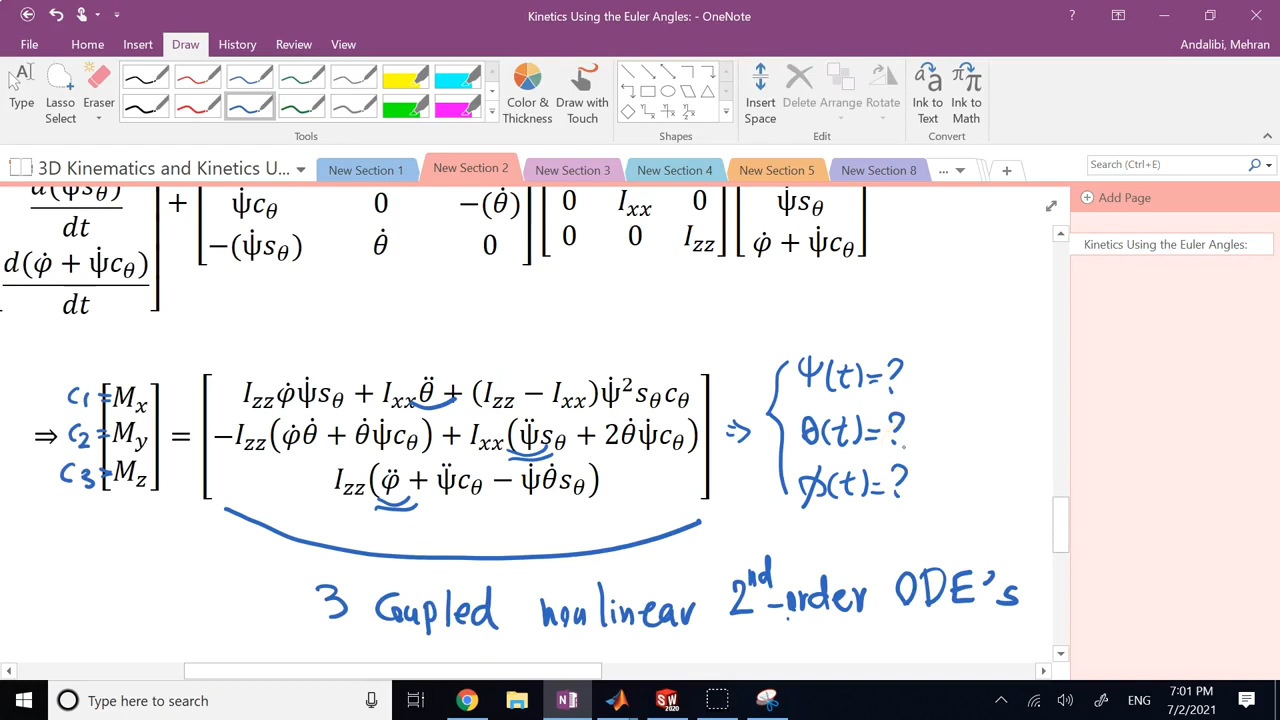 Kinetics Using the Euler Angles: - OneNote
Andalibi, Mehran
File Home Insert Draw History Review View
Type
Lasso Select
Eraser
Color & Thickness
Draw with Touch
Insert Space
Delete
Arrange
Rotate
Ink to Text
Ink to Math
Tools
Shapes
Edit
Convert
3D Kinematics and Kinetics U...
New Section 1
New Section 2
New Section 3
New Section 4
New Section 5
New Section 8
...
+
Search (Ctrl+E)
Add Page
Kinetics Using the Euler Angles:
d(ψ̇s_θ)/dt
d(φ̇ + ψ̇c_θ)/dt
+
ψ̇c_θ 0 −(θ̇)
−(ψ̇s_θ) θ̇ 0
0 I_xx 0
0 0 I_zz
ψ̇s_θ
φ̇ + ψ̇c_θ
C1 = M_x
⇒ C2 = M_y =
C3 = M_z
I_zzφ̇ψ̇s_θ + I_xxθ̈ + (I_zz − I_xx)ψ̇²s_θc_θ
−I_zz(φ̇θ̇ + θ̇ψ̇c_θ) + I_xx(ψ̈s_θ + 2θ̇ψ̇c_θ)
I_zz(φ̈ + ψ̈c_θ − ψ̇θ̇s_θ)
⇒
ψ(t)=?
θ(t)=?
φ(t)=?
3 Coupled nonlinear 2nd-order ODE's
Type here to search
ENG
7:01 PM
7/2/2021